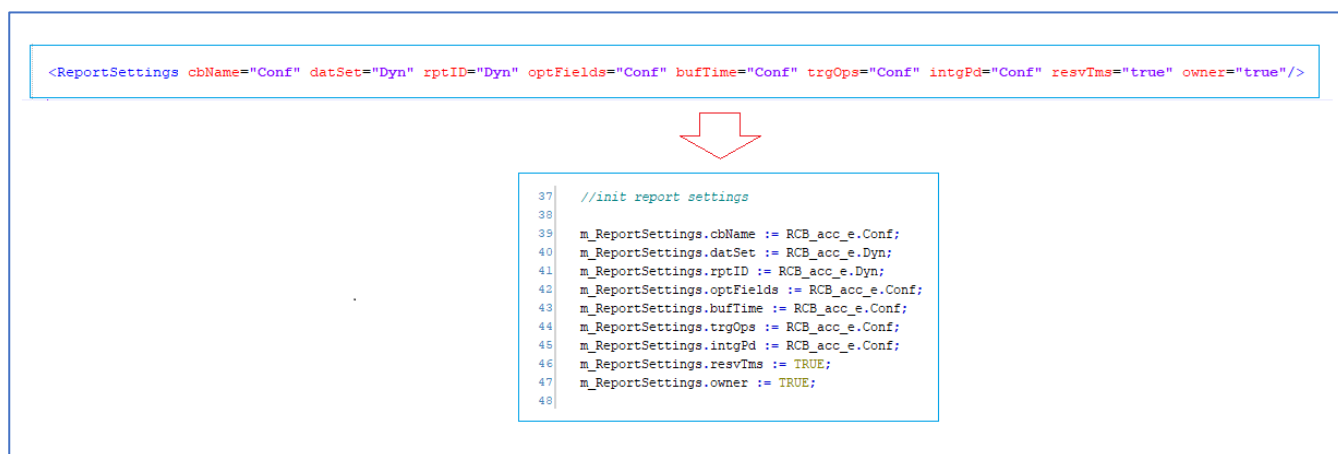 <ReportSettings cbName="Conf" datSet="Dyn" rptID="Dyn" optFields="Conf" bufTime="Conf" trgOps="Conf" intgPd="Conf" resvTms="true" owner="true"/>
37 //init report settings
38
39 m_ReportSettings.cbName := RCB_acc_e.Conf;
40 m_ReportSettings.datSet := RCB_acc_e.Dyn;
41 m_ReportSettings.rptID := RCB_acc_e.Dyn;
42 m_ReportSettings.optFields := RCB_acc_e.Conf;
43 m_ReportSettings.bufTime := RCB_acc_e.Conf;
44 m_ReportSettings.trgOps := RCB_acc_e.Conf;
45 m_ReportSettings.intgPd := RCB_acc_e.Conf;
46 m_ReportSettings.resvTms := TRUE;
47 m_ReportSettings.owner := TRUE;
48